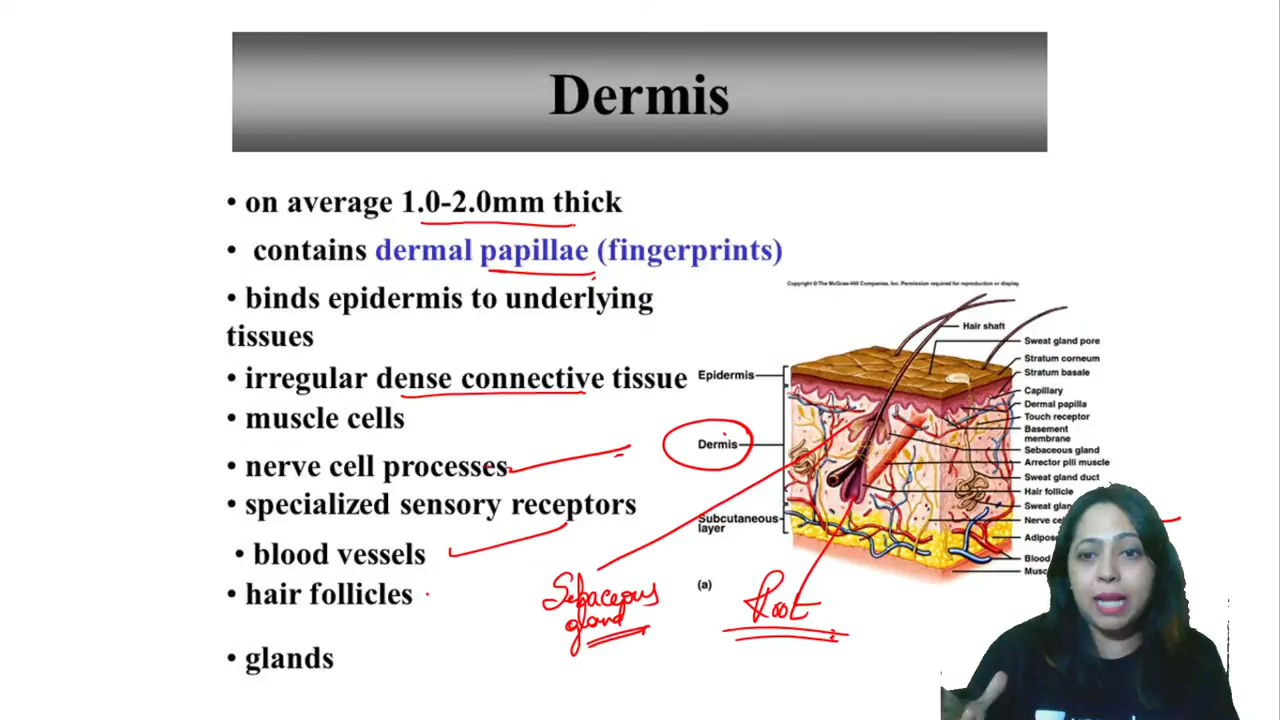 Dermis
• on average 1.0-2.0mm thick
• contains dermal papillae (fingerprints)
• binds epidermis to underlying
tissues
• irregular dense connective tissue
• muscle cells
• nerve cell processes
• specialized sensory receptors
• blood vessels
• hair follicles
• glands
Copyright © The McGraw-Hill Companies, Inc. Permission required for reproduction or display.
Hair shaft
Sweat gland pore
Stratum corneum
Stratum basale
Capillary
Dermal papilla
Touch receptor
Basement
membrane
Sebaceous gland
Arrector pili muscle
Sweat gland duct
Hair follicle
Sweat
Nerve
Blood
Epidermis
Dermis
Subcutaneous
layer
(a)
Sebaceous
gland
Root